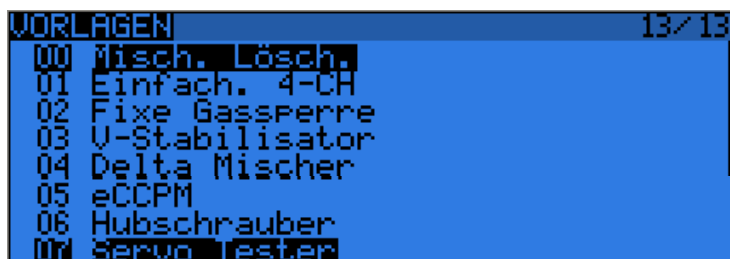 VORLAGEN 13/13
00 Misch. Lösch.
01 Einfach. 4-CH
02 Fixe Gassperre
03 V-Stabilisator
04 Delta Mischer
05 eCCPM
06 Hubschrauber
07 Servo Tester